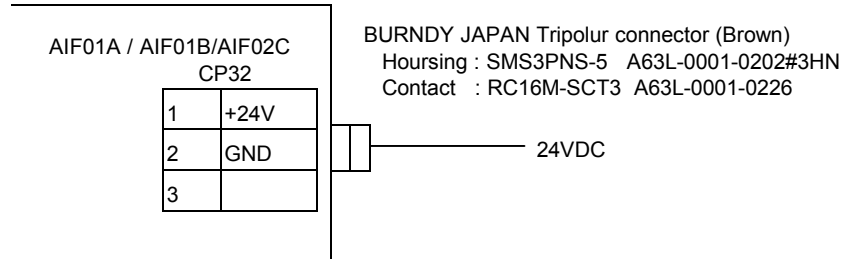 AIF01A / AIF01B/AIF02C
CP32
BURNDY JAPAN Tripolur connector (Brown)
Hoursing : SMS3PNS-5 A63L-0001-0202#3HN
Contact : RC16M-SCT3 A63L-0001-0226
1 +24V
2 GND
3
24VDC